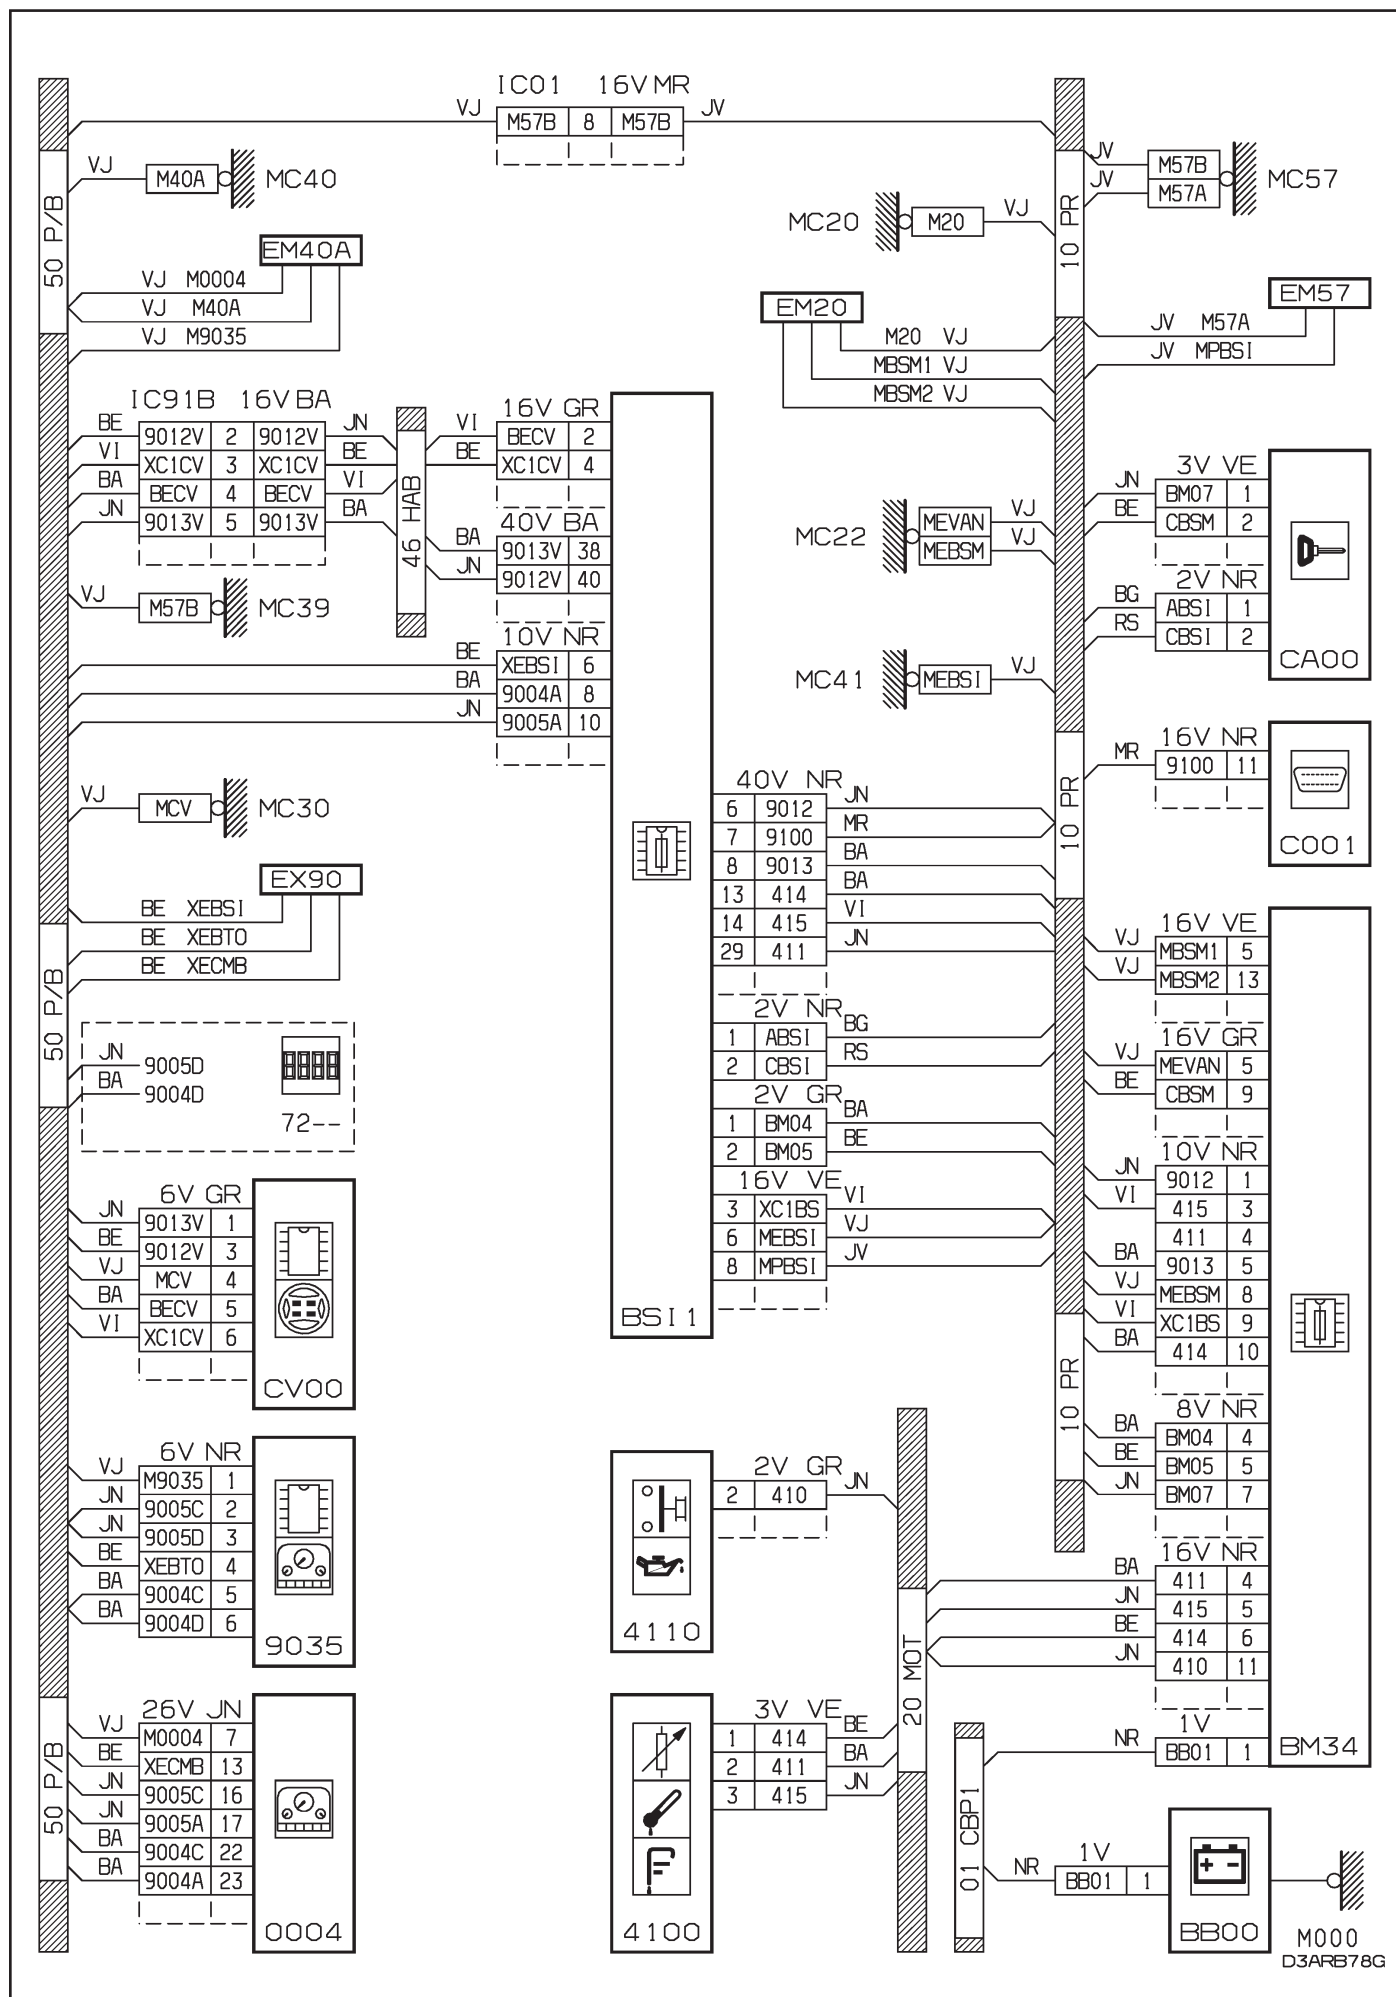 IC01 16V MR
VJ M57B 8 M57B JV
50 P/B
VJ M40A MC40
EM40A
VJ M0004
VJ M40A
VJ M9035
10 PR
JV M57B
JV M57A
MC57
MC20 M20 VJ
EM20
M20 VJ
MBSM1 VJ
MBSM2 VJ
EM57
JV M57A
JV MPBSI
IC91B 16V BA
BE 9012V 2 9012V JN
VI XC1CV 3 XC1CV BE
BA BECV 4 BECV VI
JN 9013V 5 9013V BA
46 HAB
16V GR
VI BECV 2
BE XC1CV 4
40V BA
BA 9013V 38
JN 9012V 40
10V NR
BE XEBSI 6
BA 9004A 8
JN 9005A 10
VJ M57B MC39
MC22
MEVAN VJ
MEBSM VJ
MC41 MEBSI VJ
3V VE
JN BM07 1
BE CBSM 2
2V NR
BG ABSI 1
RS CBSI 2
CA00
VJ MCV MC30
EX90
BE XEBSI
BE XEBTO
BE XECMB
50 P/B
JN 9005D
BA 9004D
72--
40V NR
6 9012 JN
7 9100 MR
8 9013 BA
13 414 BA
14 415 VI
29 411 JN
2V NR
1 ABSI BG
2 CBSI RS
2V GR
1 BM04 BA
2 BM05 BE
16V VE
3 XC1BS VI
6 MEBSI VJ
8 MPBSI JV
BSI1
10 PR
16V NR
MR 9100 11
C001
16V VE
VJ MBSM1 5
VJ MBSM2 13
16V GR
VJ MEVAN 5
BE CBSM 9
10V NR
JN 9012 1
VI 415 3
411 4
BA 9013 5
VJ MEBSM 8
VI XC1BS 9
BA 414 10
10 PR
8V NR
BA BM04 4
BE BM05 5
JN BM07 7
16V NR
BA 411 4
JN 415 5
BE 414 6
JN 410 11
1V
NR BB01 1
BM34
6V GR
JN 9013V 1
BE 9012V 3
VJ MCV 4
BA BECV 5
VI XC1CV 6
CV00
6V NR
VJ M9035 1
JN 9005C 2
JN 9005D 3
BE XEBTO 4
BA 9004C 5
BA 9004D 6
9035
50 P/B
26V JN
VJ M0004 7
BE XECMB 13
JN 9005C 16
JN 9005A 17
BA 9004C 22
BA 9004A 23
0004
2V GR
2 410 JN
4110
20 MOT
3V VE
1 414 BE
2 411 BA
3 415 JN
4100
01 CBP1
1V
NR BB01 1
BB00
M000
D3ARB78G